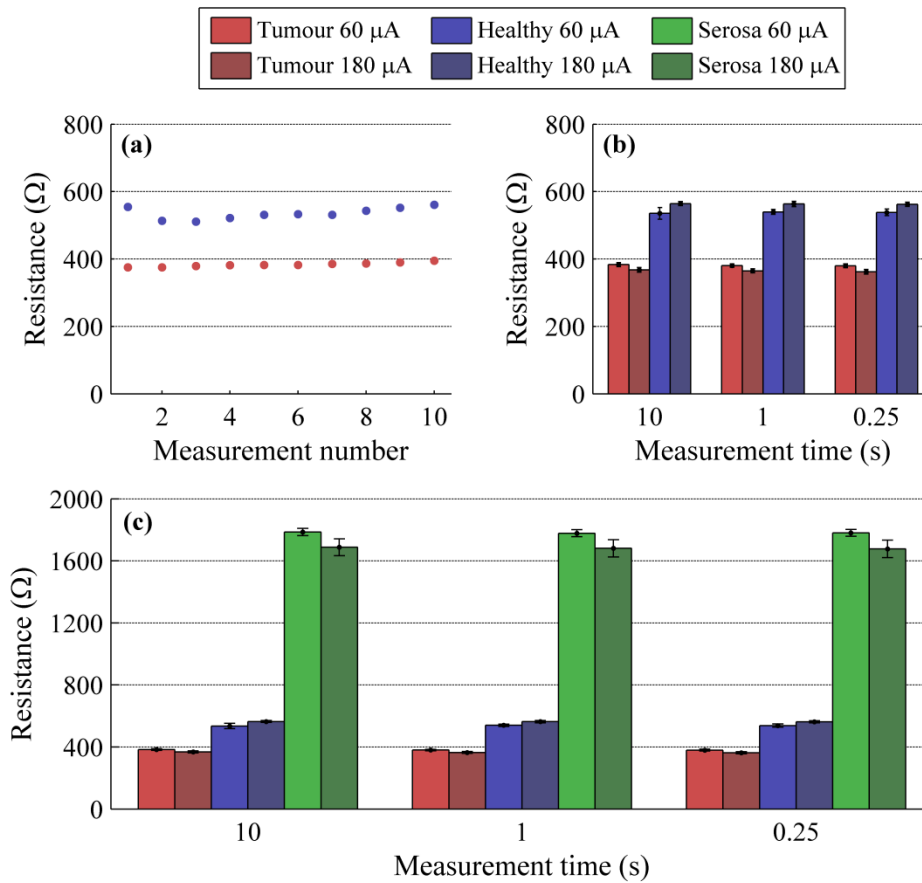 Tumour 60 μA Healthy 60 μA Serosa 60 μA
Tumour 180 μA Healthy 180 μA Serosa 180 μA
(a)
Resistance (Ω)
800
600
400
200
0
2 4 6 8 10
Measurement number
(b)
Resistance (Ω)
800
600
400
200
0
10 1 0.25
Measurement time (s)
(c)
Resistance (Ω)
2000
1600
1200
800
400
0
10 1 0.25
Measurement time (s)